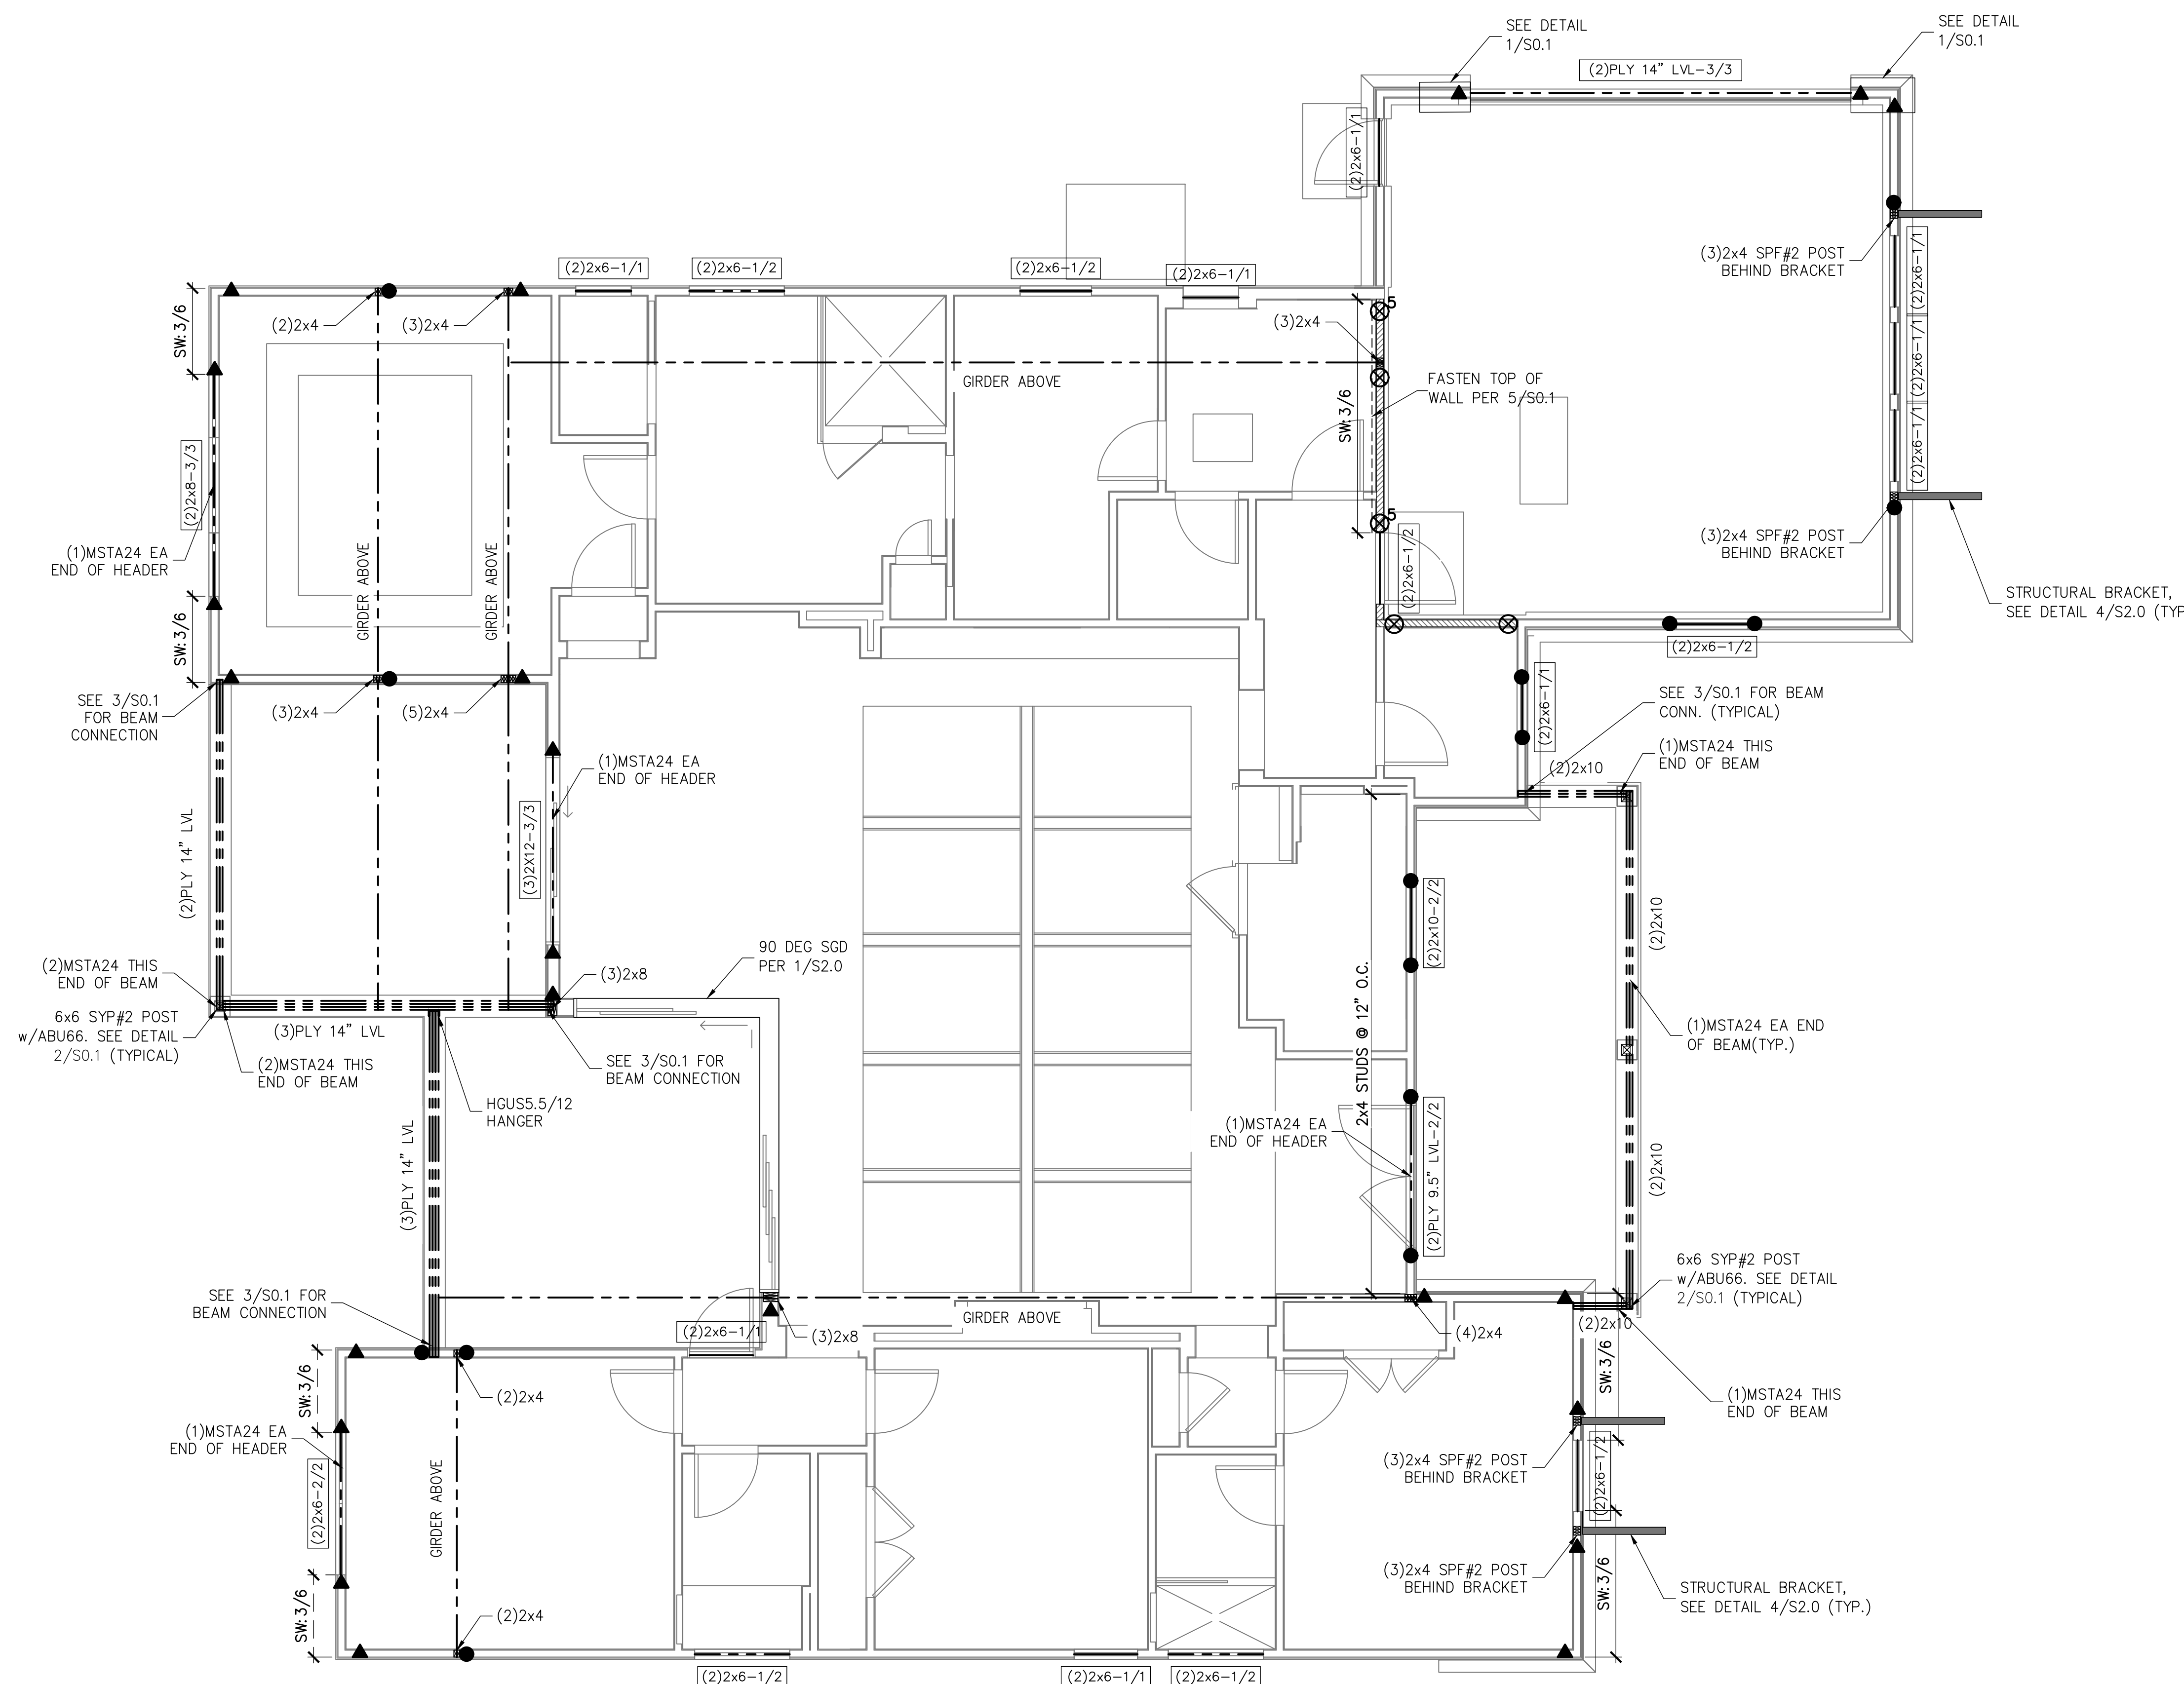 SEE DETAIL
1/S0.1
SEE DETAIL
1/S0.1
(2)PLY 14" LVL-3/3
(2)2x6-1/1
(3)2x4 SPF#2 POST
BEHIND BRACKET
(2)2x6-1/1
(2)2x6-1/1
(2)2x6-1/1
(2)2x6-1/1
(2)2x6-1/2
(2)2x6-1/2
(2)2x6-1/1
SW:3/6
(2)2x4
(3)2x4
(3)2x4
5
GIRDER ABOVE
FASTEN TOP OF
WALL PER 5/S0.1
SW:3/6
(2)2x8-3/3
(1)MSTA24 EA
END OF HEADER
GIRDER ABOVE
GIRDER ABOVE
5
(2)2x6-1/2
(3)2x4 SPF#2 POST
BEHIND BRACKET
STRUCTURAL BRACKET,
SEE DETAIL 4/S2.0 (TYP
SW:3/6
(2)2x6-1/2
SEE 3/S0.1
FOR BEAM
CONNECTION
(3)2x4
(5)2x4
(2)2x6-1/1
SEE 3/S0.1 FOR BEAM
CONN. (TYPICAL)
(1)MSTA24 EA
END OF HEADER
(2)2x10
(1)MSTA24 THIS
END OF BEAM
(2)PLY 14" LVL
(3)2X12-3/3
(2)2x10-2/2
(2)2x10
90 DEG SGD
PER 1/S2.0
(3)2x8
(2)MSTA24 THIS
END OF BEAM
6x6 SYP#2 POST
w/ABU66. SEE DETAIL
2/S0.1 (TYPICAL)
(3)PLY 14" LVL
(2)MSTA24 THIS
END OF BEAM
SEE 3/S0.1 FOR
BEAM CONNECTION
2x4 STUDS @ 12" O.C.
(1)MSTA24 EA END
OF BEAM(TYP.)
HGUS5.5/12
HANGER
(3)PLY 14" LVL
(1)MSTA24 EA
END OF HEADER
(2)PLY 9.5" LVL-2/2
(2)2x10
6x6 SYP#2 POST
w/ABU66. SEE DETAIL
2/S0.1 (TYPICAL)
SEE 3/S0.1 FOR
BEAM CONNECTION
GIRDER ABOVE
(2)2x6-1/1
(3)2x8
(4)2x4
(2)2x10
SW:3/6
SW:3/6
(2)2x4
(1)MSTA24 THIS
END OF BEAM
(1)MSTA24 EA
END OF HEADER
(2)2x6-2/2
GIRDER ABOVE
(3)2x4 SPF#2 POST
BEHIND BRACKET
(2)2x6-1/2
(3)2x4 SPF#2 POST
BEHIND BRACKET
STRUCTURAL BRACKET,
SEE DETAIL 4/S2.0 (TYP.)
SW:3/6
(2)2x4
SW:3/6
(2)2x6-1/2
(2)2x6-1/1
(2)2x6-1/2